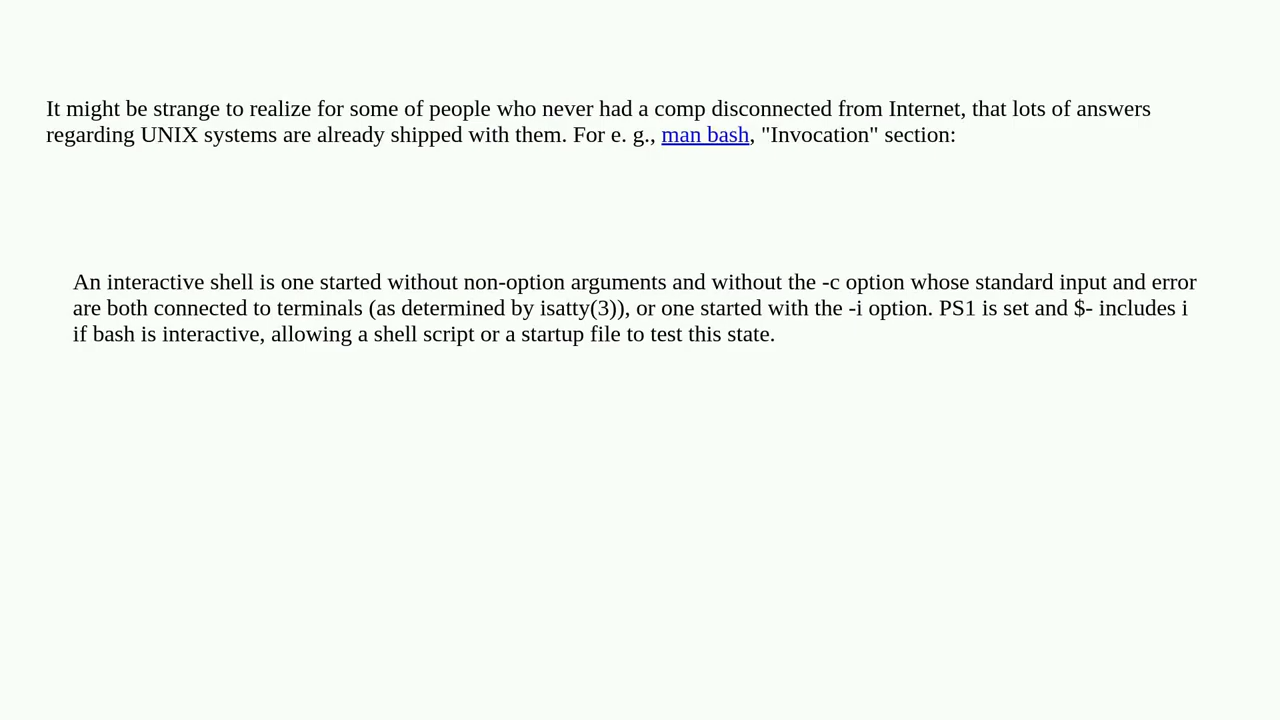 It might be strange to realize for some of people who never had a comp disconnected from Internet, that lots of answers
regarding UNIX systems are already shipped with them. For e. g., man bash, "Invocation" section:
An interactive shell is one started without non-option arguments and without the -c option whose standard input and error
are both connected to terminals (as determined by isatty(3)), or one started with the -i option. PS1 is set and $- includes i
if bash is interactive, allowing a shell script or a startup file to test this state.